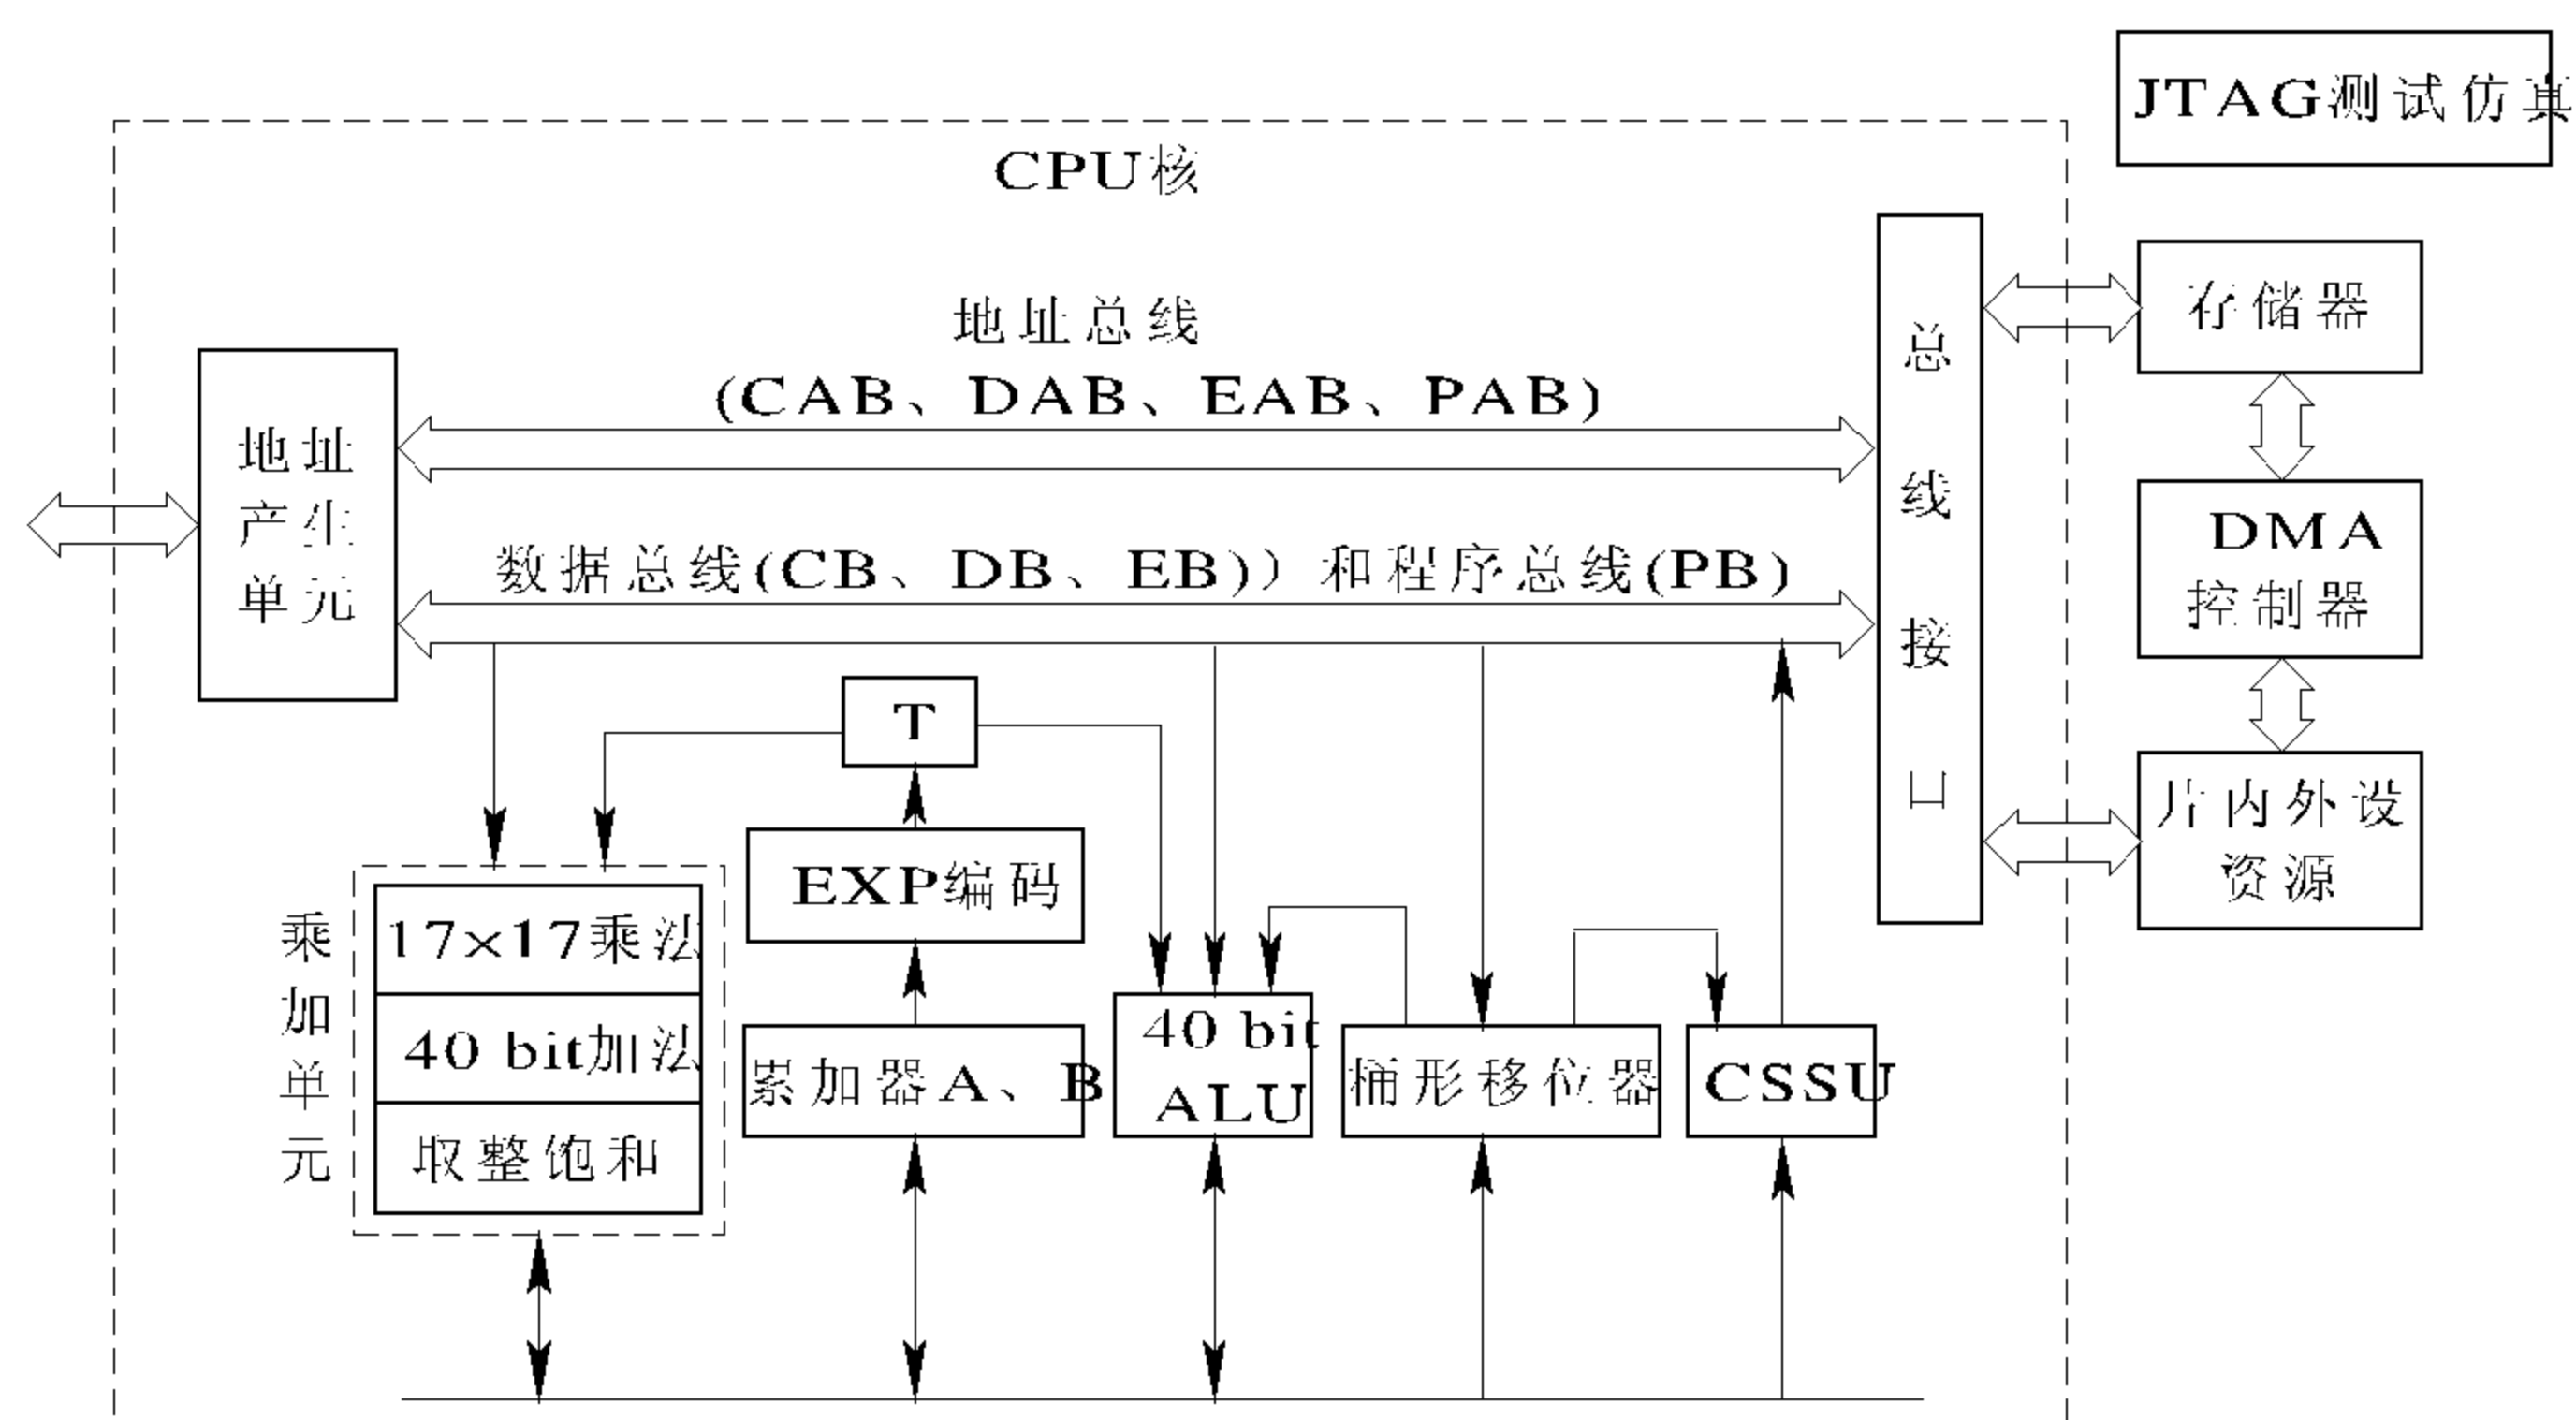 JTAG测试仿真
CPU核
地址总线
(CAB、DAB、EAB、PAB)
总线接口
存储器
地址
产生
单元
数据总线(CB、DB、EB))和程序总线(PB)
DMA
控制器
T
片内外设
资源
EXP编码
乘加单元
17×17乘法
40 bit加法
取整饱和
累加器A、B
40 bit
ALU
桶形移位器
CSSU